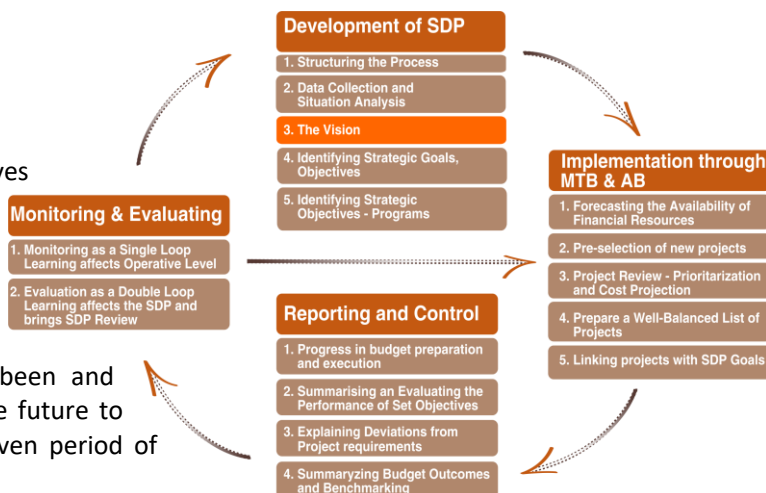 Development of SDP
1. Structuring the Process
2. Data Collection and
Situation Analysis
3. The Vision
4. Identifying Strategic Goals,
Objectives
5. Identifying Strategic
Objectives - Programs
Implementation through
MTB & AB
1. Forecasting the Availability of
Financial Resources
2. Pre-selection of new projects
3. Project Review - Prioritarization
and Cost Projection
4. Prepare a Well-Balanced List of
Projects
5. Linking projects with SDP Goals
Reporting and Control
1. Progress in budget preparation
and execution
2. Summarising an Evaluating the
Performance of Set Objectives
3. Explaining Deviations from
Project requirements
4. Summaryzing Budget Outcomes
and Benchmarking
Monitoring & Evaluating
1. Monitoring as a Single Loop
Learning affects Operative Level
2. Evaluation as a Double Loop
Learning affects the SDP and
brings SDP Review
been and
future to
period of